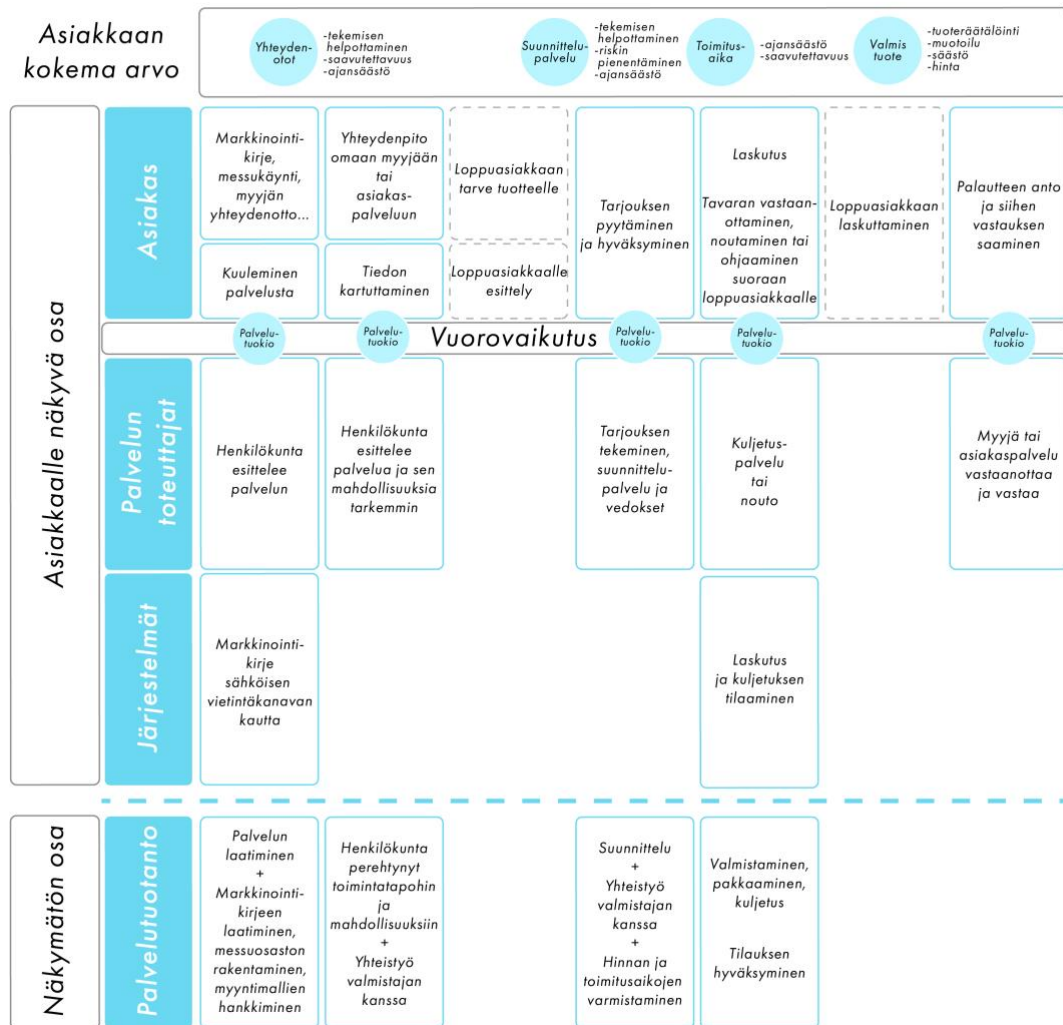 Asiakkaan
kokema arvo
Yhteyden-
otot
-tekemisen
helpottaminen
-saavutettavuus
-ajansäästö
Suunnittelu-
palvelu
-tekemisen
helpottaminen
-riskin
pienentäminen
-ajansäästö
Toimitus-
aika
-ajansäästö
-saavutettavuus
Valmis
tuote
-tuoteräätälöinti
-muotoilu
-säästö
-hinta
Asiakkaalle näkyvä osa
Asiakas
Markkinointi-
kirje,
messukäynti,
myyjän
yhteydenotto...
Kuuleminen
palvelusta
Yhteydenpito
omaan myyjään
tai
asiakas-
palveluun
Tiedon
kartuttaminen
Loppuasiakkaan
tarve tuotteelle
Loppuasiakkaalle
esittely
Tarjouksen
pyytäminen
ja hyväksyminen
Laskutus
Tavaran vastaan-
ottaminen,
noutaminen tai
ohjaaminen
suoraan
loppuasiakkaalle
Loppuasiakkaan
laskuttaminen
Palautteen anto
ja siihen
vastauksen
saaminen
Palvelu-
tuokio
Palvelu-
tuokio
Vuorovaikutus
Palvelu-
tuokio
Palvelu-
tuokio
Palvelu-
tuokio
Palvelun
toteuttajat
Henkilökunta
esittelee
palvelun
Henkilökunta
esittelee
palvelua ja sen
mahdollisuuksia
tarkemmin
Tarjouksen
tekeminen,
suunnittelu-
palvelu ja
vedokset
Kuljetus-
palvelu
tai
nouto
Myyjä tai
asiakaspalvelu
vastaanottaa
ja vastaa
Järjestelmät
Markkinointi-
kirje
sähköisen
vietintäkanavan
kautta
Laskutus
ja kuljetuksen
tilaaminen
Näkymätön osa
Palvelutuotanto
Palvelun
laatiminen
+
Markkinointi-
kirjeen
laatiminen,
messuosaston
rakentaminen,
myyntimallien
hankkiminen
Henkilökunta
perehtynyt
toimintatapohin
ja
mahdollisuuksiin
+
Yhteistyö
valmistajan
kanssa
Suunnittelu
+
Yhteistyö
valmistajan
kanssa
+
Hinnan ja
toimitusaikojen
varmistaminen
Valmistaminen,
pakkaaminen,
kuljetus
Tilauksen
hyväksyminen